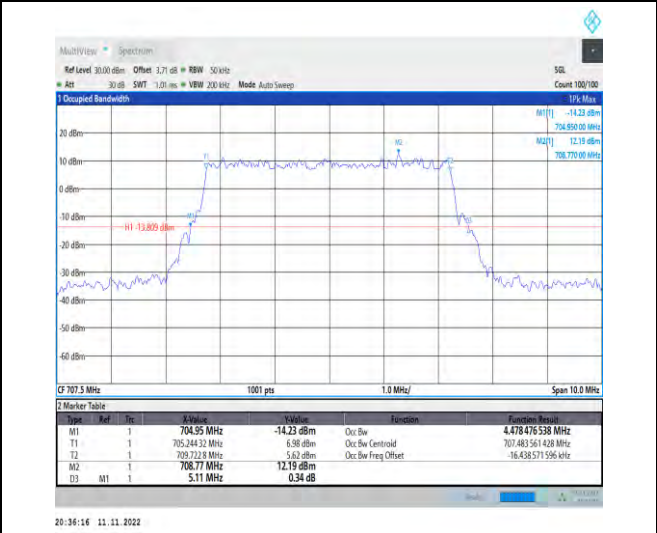 MultiView Spectrum
Ref Level 30.00 dBm Offset 3.71 dB RBW 50 kHz SGL
Att 30 dB SWT 1.01 ms VBW 200 kHz Mode Auto Sweep Count 100/100
1 Occupied Bandwidth 1Pk Max
M1[1] -14.23 dBm
704.950 00 MHz
M2[1] 12.19 dBm
708.770 00 MHz
20 dBm
M2
T1 T2
10 dBm
0 dBm
-10 dBm
M1 D3
H1 -13.809 dBm
-20 dBm
-30 dBm
-40 dBm
-50 dBm
-60 dBm
CF 707.5 MHz 1001 pts 1.0 MHz/ Span 10.0 MHz
2 Marker Table
Type Ref Trc X-Value Y-Value Function Function Result
M1 1 704.95 MHz -14.23 dBm Occ Bw 4.478 476 538 MHz
T1 1 705.244 32 MHz 6.98 dBm Occ Bw Centroid 707.483 561 428 MHz
T2 1 709.722 8 MHz 5.62 dBm Occ Bw Freq Offset -16.438 571 596 kHz
M2 1 708.77 MHz 12.19 dBm
D3 M1 1 5.11 MHz 0.34 dB
20:36:16 11.11.2022